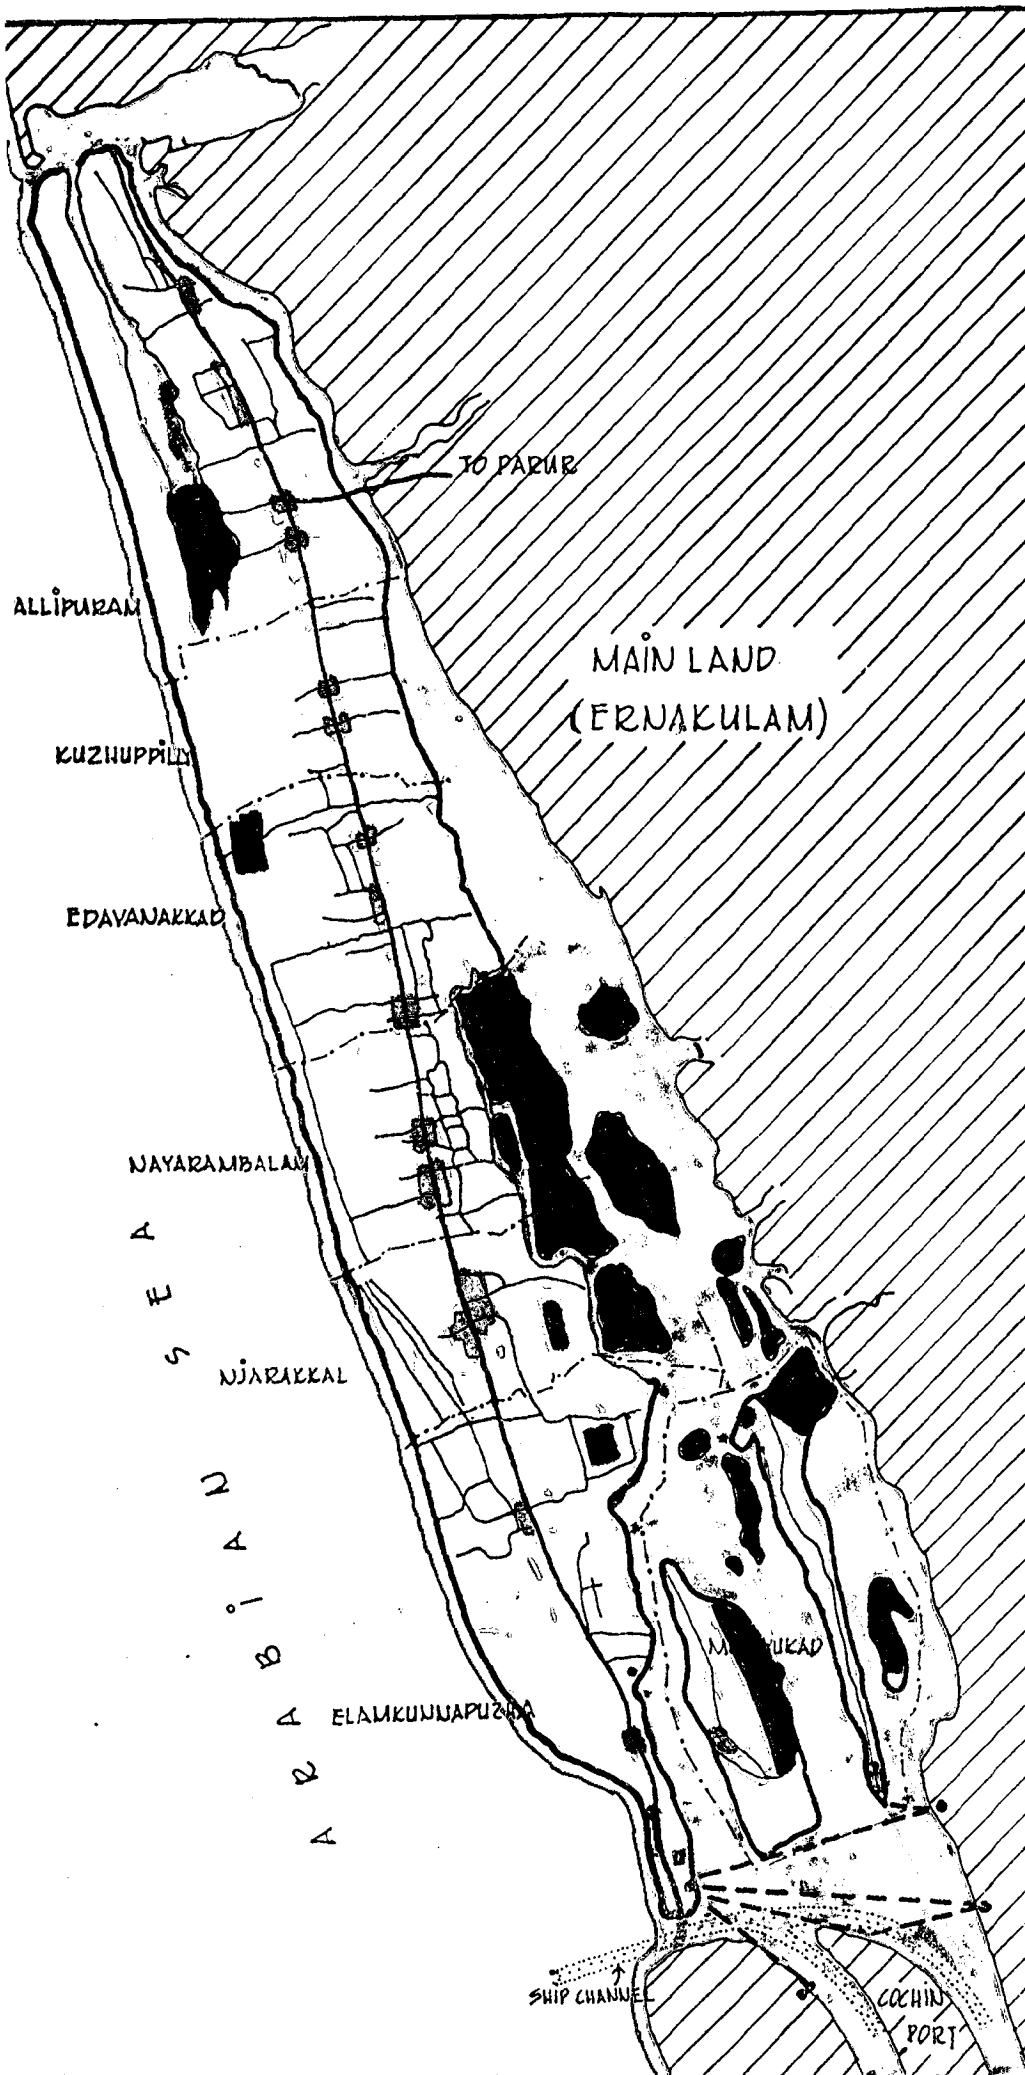 TO PARUR
ALLIPURAM
MAIN LAND
(ERNAKULAM)
KUZHUPPILLY
EDAVANAKKAD
NAYARAMBALAM
NJARAKKAL
ARABIAN SEA
ELAMKUNNAPUZHA
SHIP CHANNEL
COCHIN
PORT